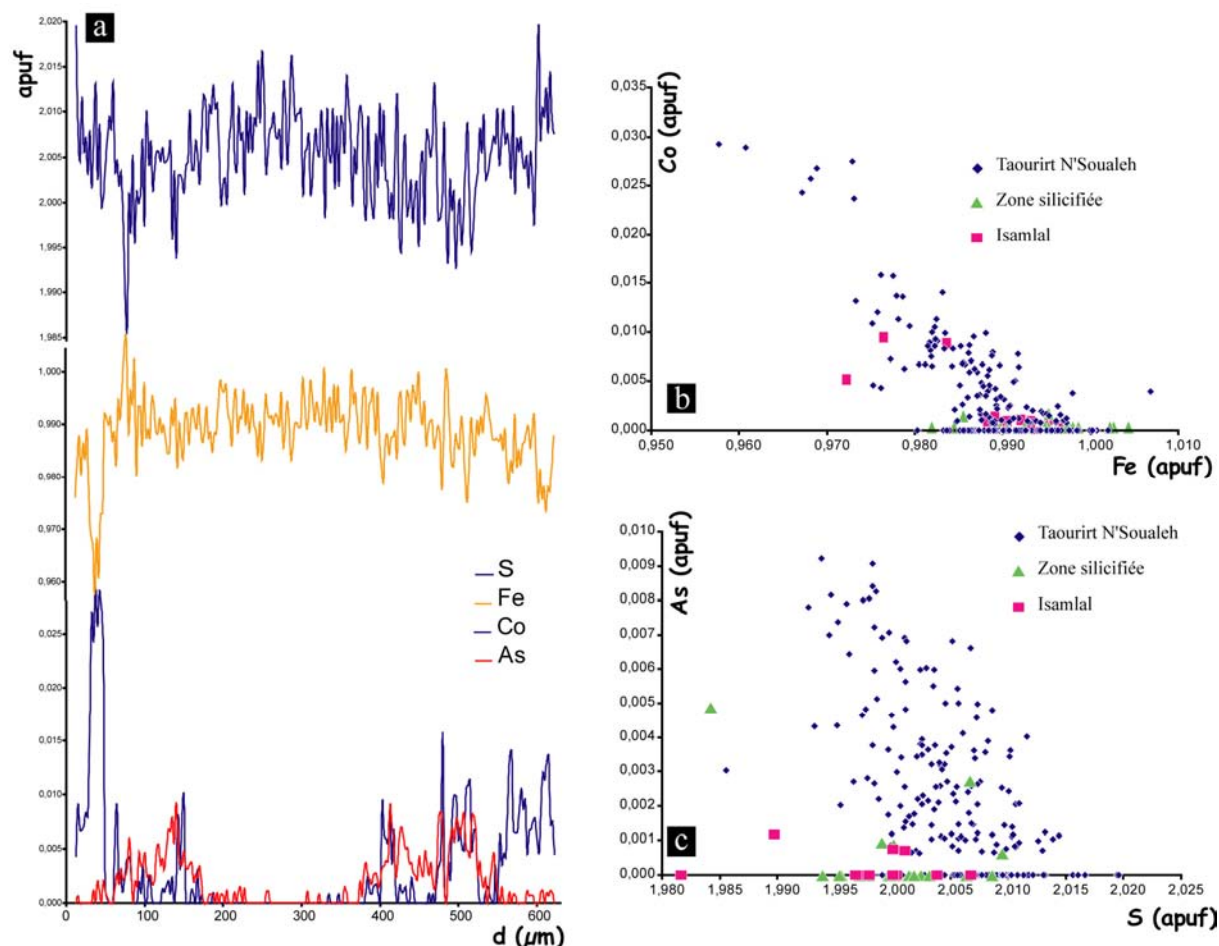 a
apuf
2,020
2,015
2,010
2,005
2,000
1,995
1,990
1,985
1,000
0,990
0,980
0,970
0,960
0,025
0,020
0,015
0,010
0,005
0,000
S
Fe
Co
As
0 100 200 300 400 500 600
d (µm)
Co (apuf)
0,035
0,030
0,025
0,020
0,015
0,010
0,005
0,000
Taourirt N'Soualeh
Zone silicifiée
Isamlal
b
0,950 0,960 0,970 0,980 0,990 1,000 1,010
Fe (apuf)
As (apuf)
0,010
0,009
0,008
0,007
0,006
0,005
0,004
0,003
0,002
0,001
0,000
Taourirt N'Soualeh
Zone silicifiée
Isamlal
c
1,980 1,985 1,990 1,995 2,000 2,005 2,010 2,015 2,020 2,025
S (apuf)